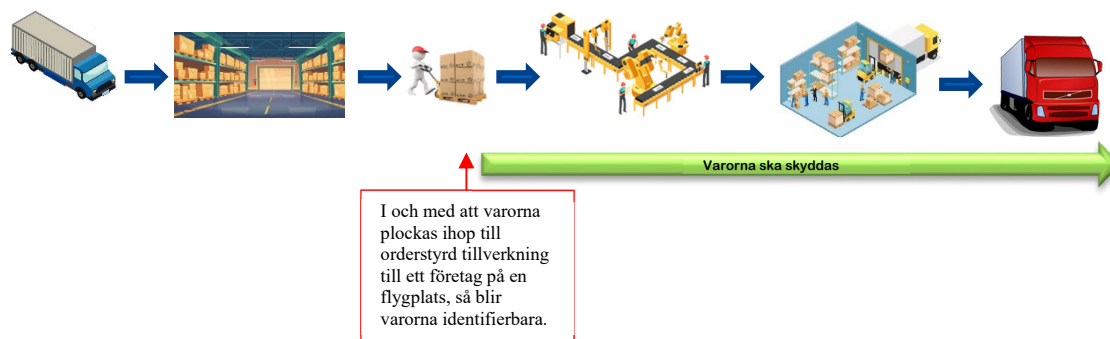 Varorna ska skyddas
I och med att varorna
plockas ihop till
orderstyrd tillverkning
till ett företag på en
flygplats, så blir
varorna identifierbara.